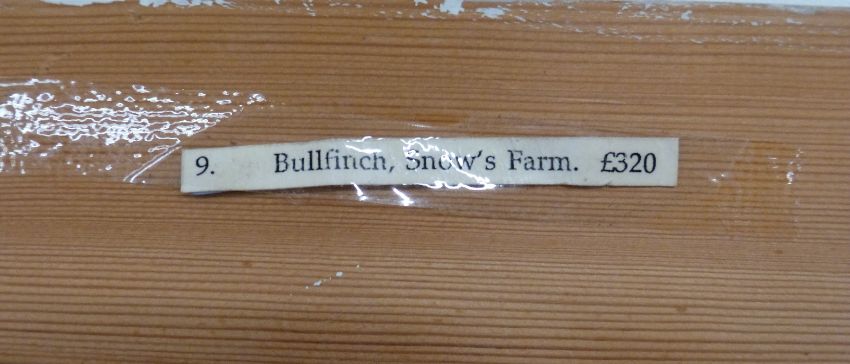 9. Bullfinch, Snow's Farm. £320